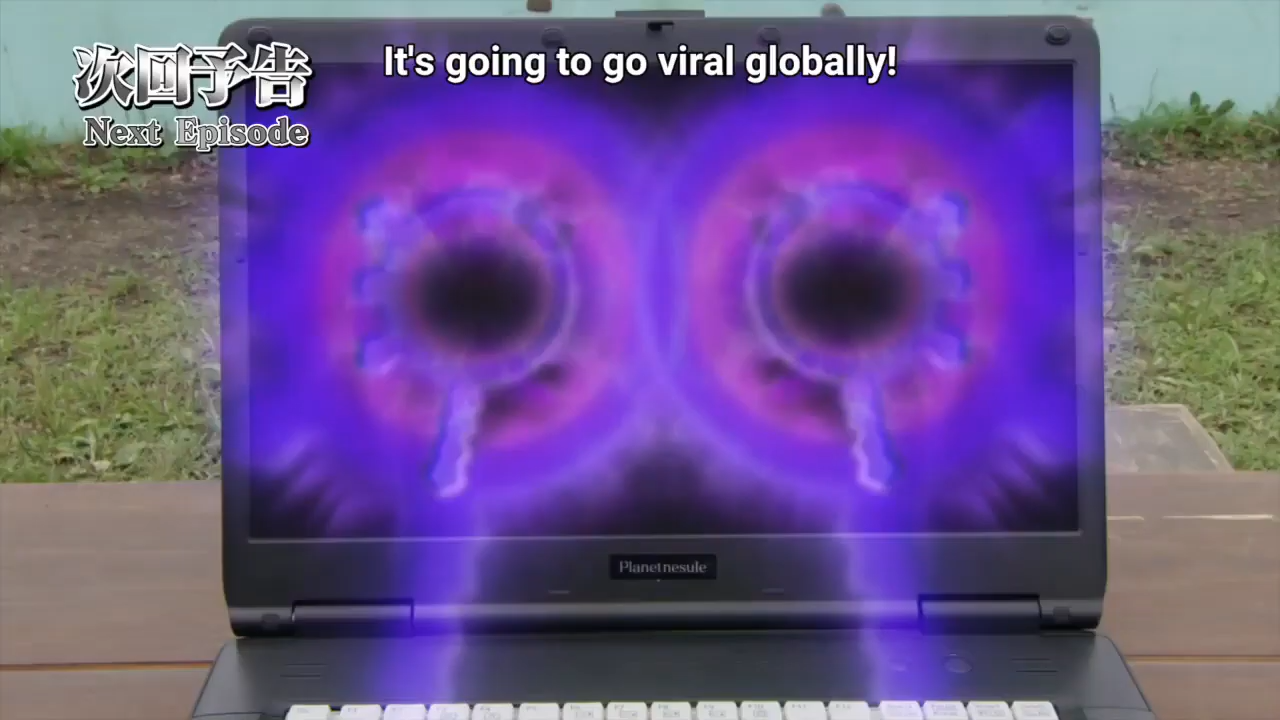 次回予告
Next Episode
It's going to go viral globally!
Planetnesule